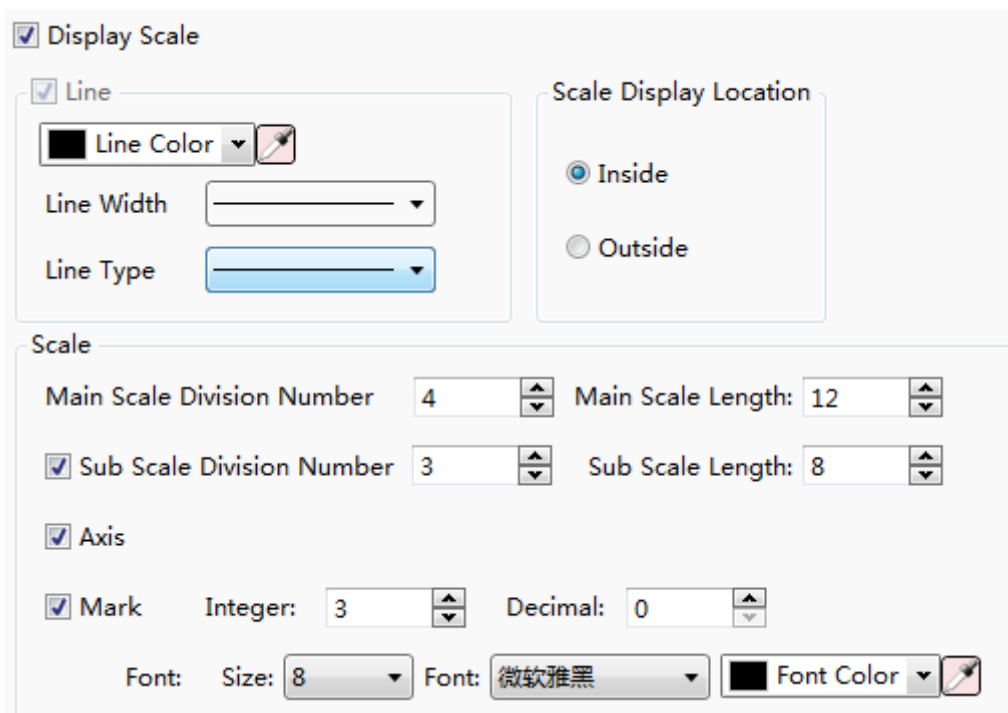 Display Scale
Line
Scale Display Location
Line Color
Inside
Line Width
Outside
Line Type
Scale
Main Scale Division Number 4 Main Scale Length: 12
Sub Scale Division Number 3 Sub Scale Length: 8
Axis
Mark Integer: 3 Decimal: 0
Font: Size: 8 Font: 微软雅黑 Font Color